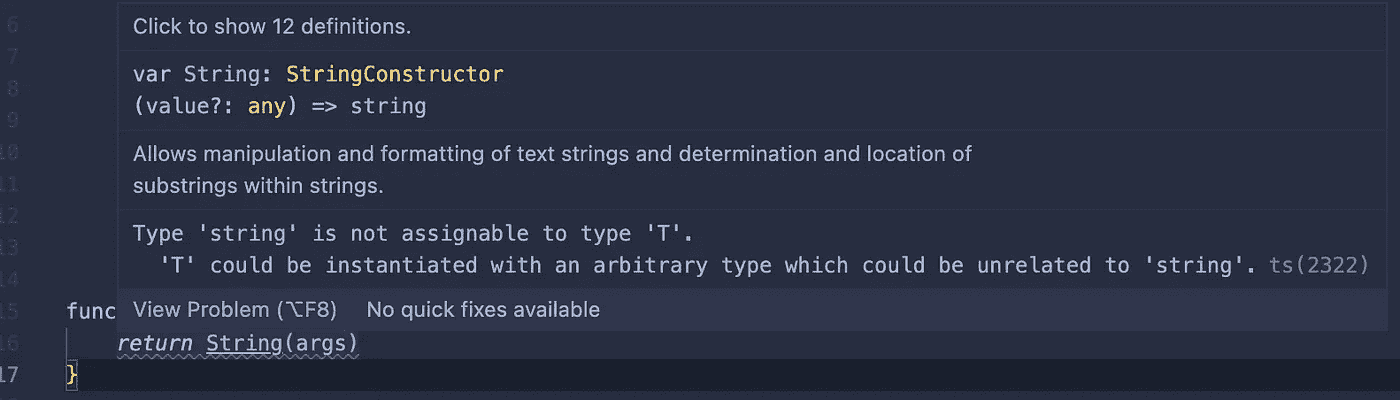 6
Click to show 12 definitions.
7
var String: StringConstructor
8
(value?: any) => string
9
10
Allows manipulation and formatting of text strings and determination and location of
11
substrings within strings.
12
Type 'string' is not assignable to type 'T'.
13
'T' could be instantiated with an arbitrary type which could be unrelated to 'string'. ts(2322)
14
15 func View Problem (⌥F8) No quick fixes available
16 return String(args)
17 }